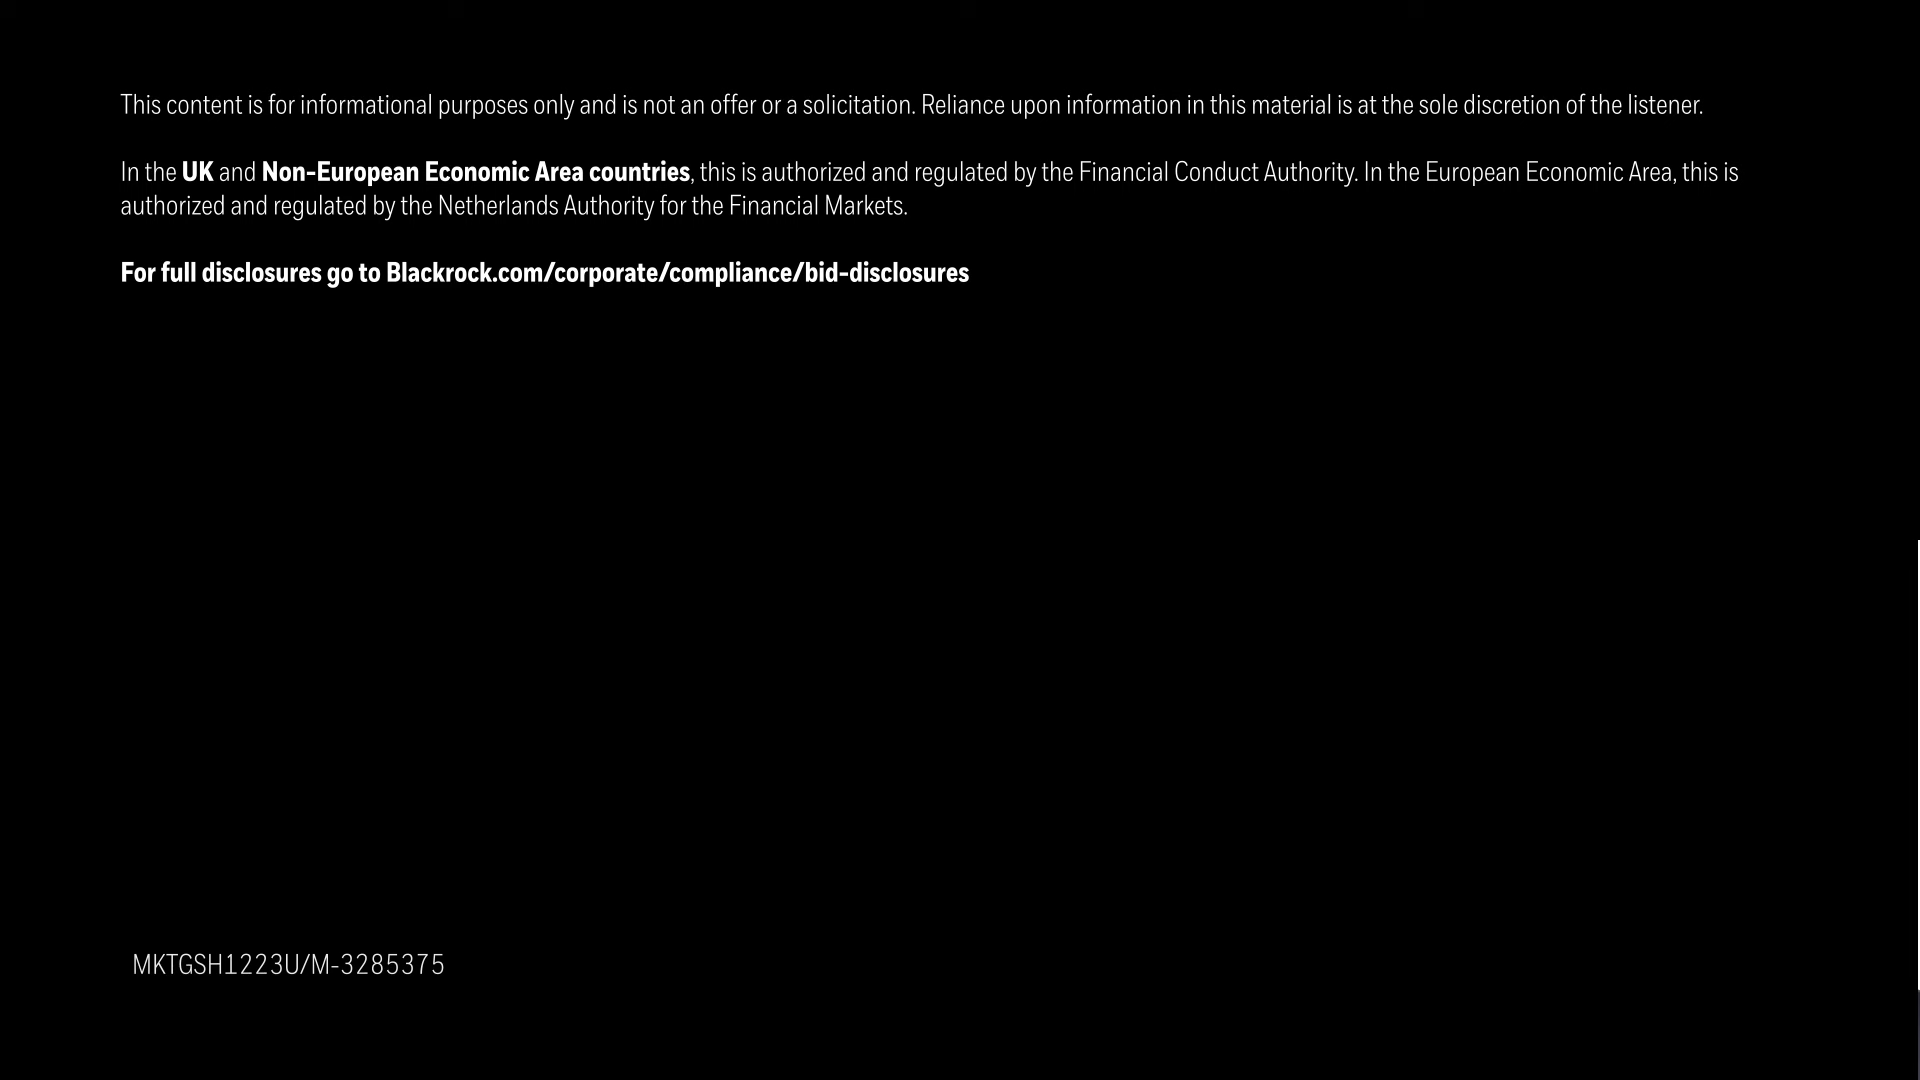 This content is for informational purposes only and is not an offer or a solicitation. Reliance upon information in this material is at the sole discretion of the listener.
In the UK and Non-European Economic Area countries, this is authorized and regulated by the Financial Conduct Authority. In the European Economic Area, this is
authorized and regulated by the Netherlands Authority for the Financial Markets.
For full disclosures go to Blackrock.com/corporate/compliance/bid-disclosures
MKTGSH1223U/M-3285375